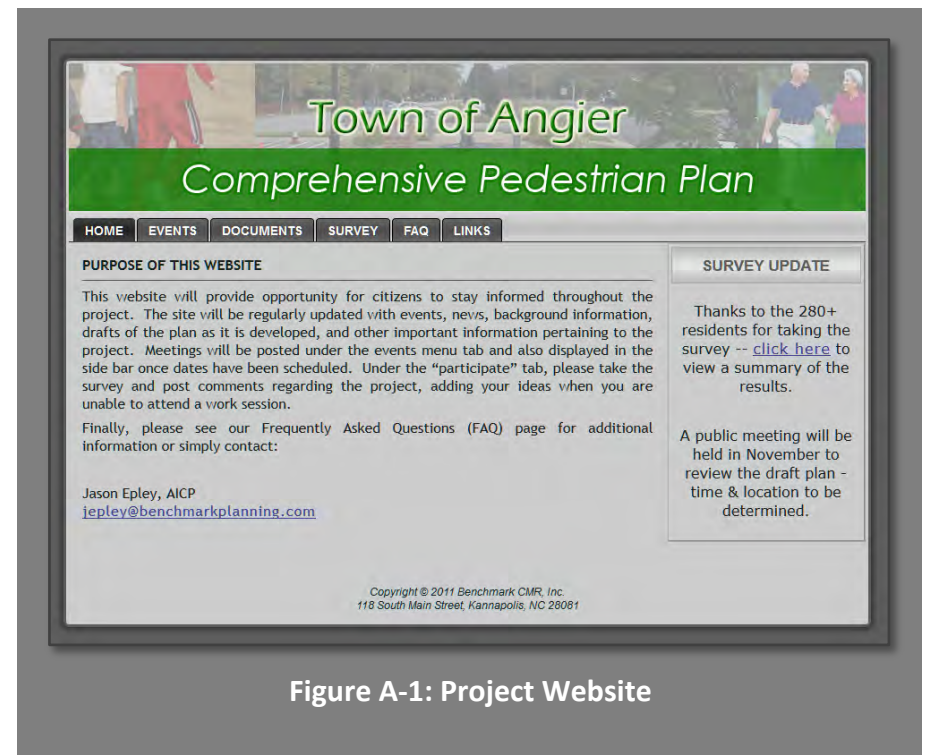 Town of Angier
Comprehensive Pedestrian Plan
HOME EVENTS DOCUMENTS SURVEY FAQ LINKS
PURPOSE OF THIS WEBSITE
This website will provide opportunity for citizens to stay informed throughout the
project. The site will be regularly updated with events, news, background information,
drafts of the plan as it is developed, and other important information pertaining to the
project. Meetings will be posted under the events menu tab and also displayed in the
side bar once dates have been scheduled. Under the “participate” tab, please take the
survey and post comments regarding the project, adding your ideas when you are
unable to attend a work session.
Finally, please see our Frequently Asked Questions (FAQ) page for additional
information or simply contact:
Jason Epley, AICP
jepley@benchmarkplanning.com
SURVEY UPDATE
Thanks to the 280+
residents for taking the
survey -- click here to
view a summary of the
results.
A public meeting will be
held in November to
review the draft plan -
time & location to be
determined.
Copyright © 2011 Benchmark CMR, Inc.
118 South Main Street, Kannapolis, NC 28081
Figure A-1: Project Website